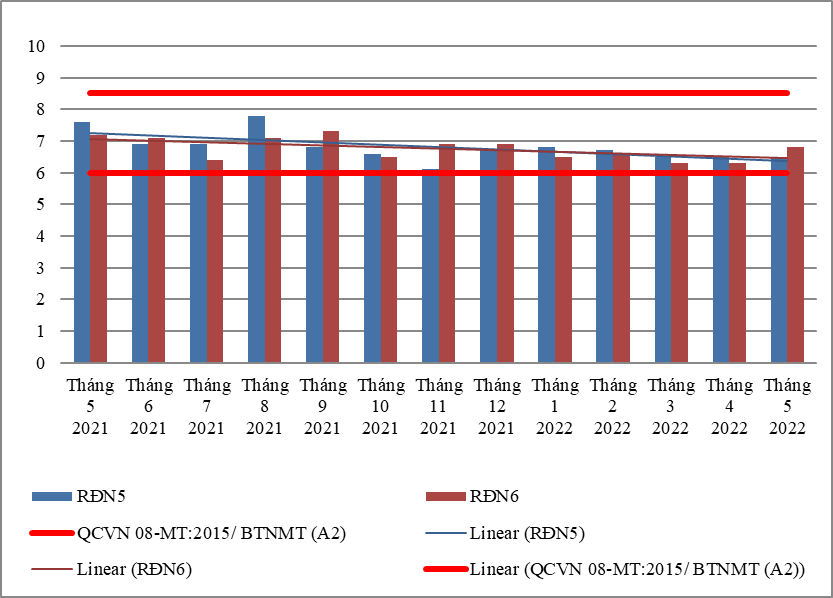 10
9
8
7
6
5
4
3
2
1
0
Tháng 5 2021
Tháng 6 2021
Tháng 7 2021
Tháng 8 2021
Tháng 9 2021
Tháng 10 2021
Tháng 11 2021
Tháng 12 2021
Tháng 1 2022
Tháng 2 2022
Tháng 3 2022
Tháng 4 2022
Tháng 5 2022
RĐN5
RĐN6
QCVN 08-MT:2015/ BTNMT (A2)
Linear (RĐN5)
Linear (RĐN6)
Linear (QCVN 08-MT:2015/ BTNMT (A2))